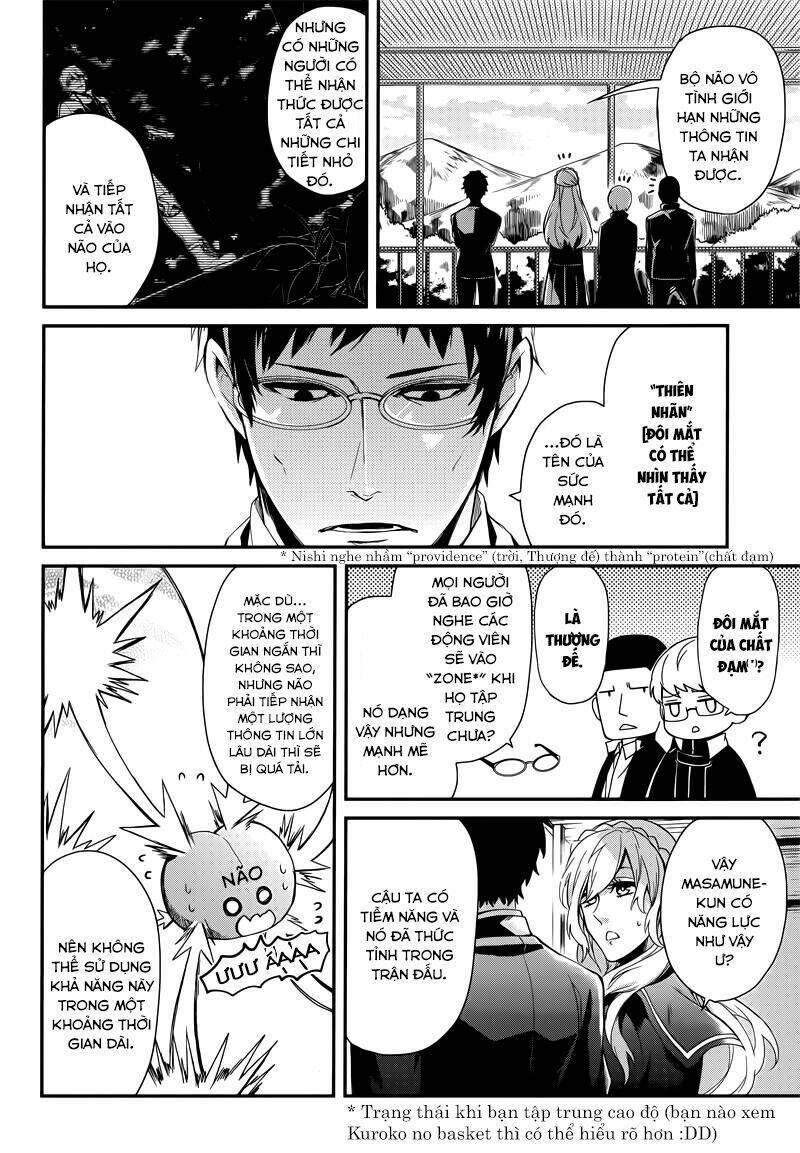 BỘ NÃO VÔ
TÌNH GIỚI
HẠN NHỮNG
THÔNG TIN
TA NHẬN
ĐƯỢC.
NHƯNG
CÓ NHỮNG
NGƯỜI CÓ
THỂ NHẬN
THỨC ĐƯỢC
TẤT CẢ
NHỮNG CHI
TIẾT NHỎ
ĐÓ.
VÀ TIẾP
NHẬN TẤT
CẢ VÀO
NÃO CỦA
HỌ.
“THIÊN
NHÃN”
[ĐÔI MẮT
CÓ THỂ
NHÌN THẤY
TẤT CẢ]
...ĐÓ LÀ
TÊN CỦA
SỨC
MẠNH
ĐÓ.
* Nishi nghe nhầm “providence” (trời, Thượng đế) thành “protein”(chất đạm)
ĐÔI MẮT
CỦA CHẤT
ĐẠM(*)?
LÀ
THƯỢNG
ĐẾ.
?
MỌI NGƯỜI
ĐÃ BAO GIỜ
NGHE CÁC
ĐỘNG VIÊN
SẼ VÀO
“ZONE*” KHI
HỌ TẬP
TRUNG
CHƯA?
NÓ DẠNG
VẬY NHƯNG
MẠNH MẼ
HƠN.
MẶC DÙ...
TRONG MỘT
KHOẢNG THỜI
GIAN NGẮN THÌ
KHÔNG SAO,
NHƯNG NÃO
PHẢI TIẾP NHẬN
MỘT LƯỢNG
THÔNG TIN LỚN
LÂU DÀI THÌ SẼ
BỊ QUÁ TẢI.
NÃO
ƯƯƯ ÃAAA
NÊN KHÔNG
THỂ SỬ DỤNG
KHẢ NĂNG NÀY
TRONG MỘT
KHOẢNG THỜI
GIAN DÀI.
VẬY
MASAMUNE-
KUN CÓ
NĂNG LỰC
NHƯ VẬY
Ư?
CẬU TA CÓ
TIỀM NĂNG VÀ
NÓ ĐÃ THỨC
TỈNH TRONG
TRẬN ĐẤU.
* Trạng thái khi bạn tập trung cao độ (bạn nào xem
Kuroko no basket thì có thể hiểu rõ hơn :DD)